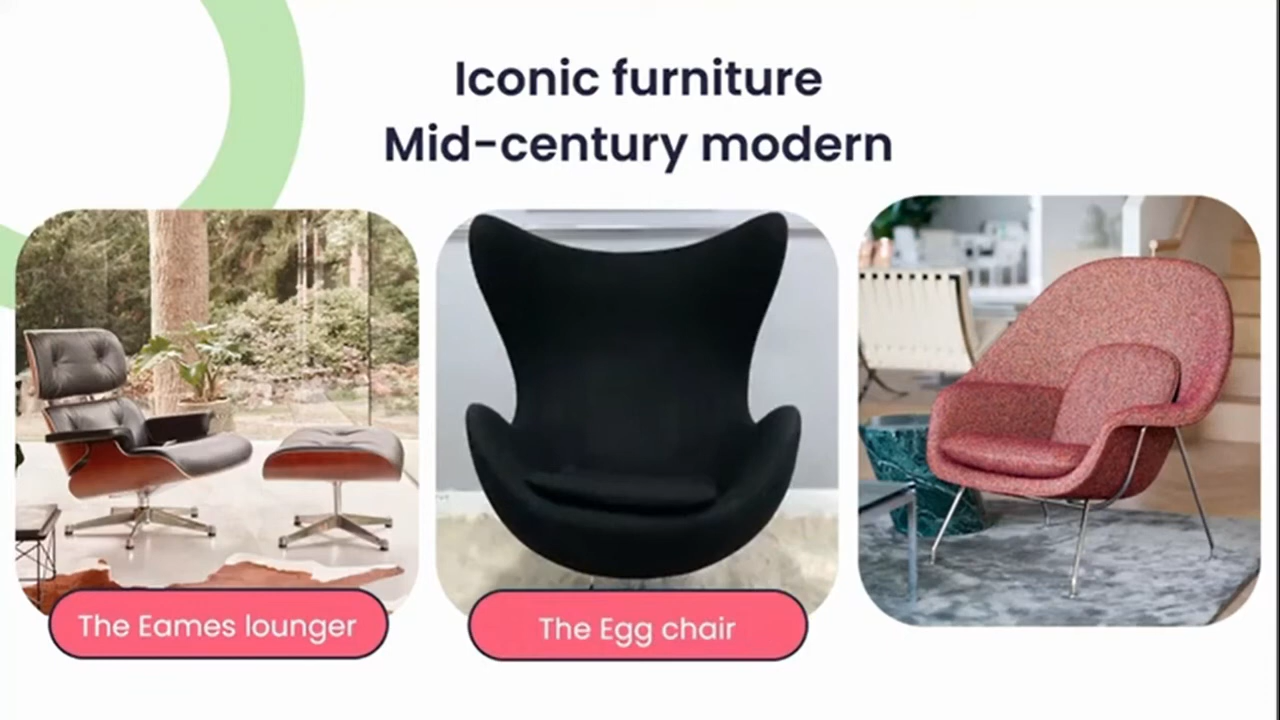 Iconic furniture
Mid-century modern
The Eames lounger
The Egg chair